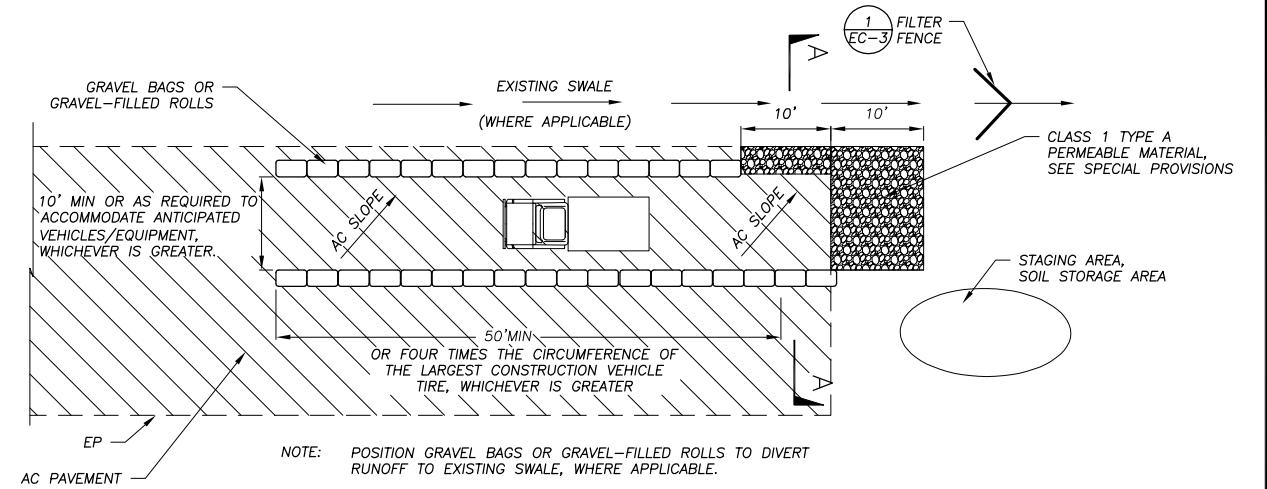 1
EC-3
FILTER
FENCE
A
GRAVEL BAGS OR
GRAVEL-FILLED ROLLS
EXISTING SWALE
(WHERE APPLICABLE)
10'
10'
CLASS 1 TYPE A
PERMEABLE MATERIAL,
SEE SPECIAL PROVISIONS
10' MIN OR AS REQUIRED TO
ACCOMMODATE ANTICIPATED
VEHICLES/EQUIPMENT,
WHICHEVER IS GREATER.
AC SLOPE
AC SLOPE
STAGING AREA,
SOIL STORAGE AREA
50'MIN
OR FOUR TIMES THE CIRCUMFERENCE OF
THE LARGEST CONSTRUCTION VEHICLE
TIRE, WHICHEVER IS GREATER
A
EP
AC PAVEMENT
NOTE: POSITION GRAVEL BAGS OR GRAVEL-FILLED ROLLS TO DIVERT
RUNOFF TO EXISTING SWALE, WHERE APPLICABLE.